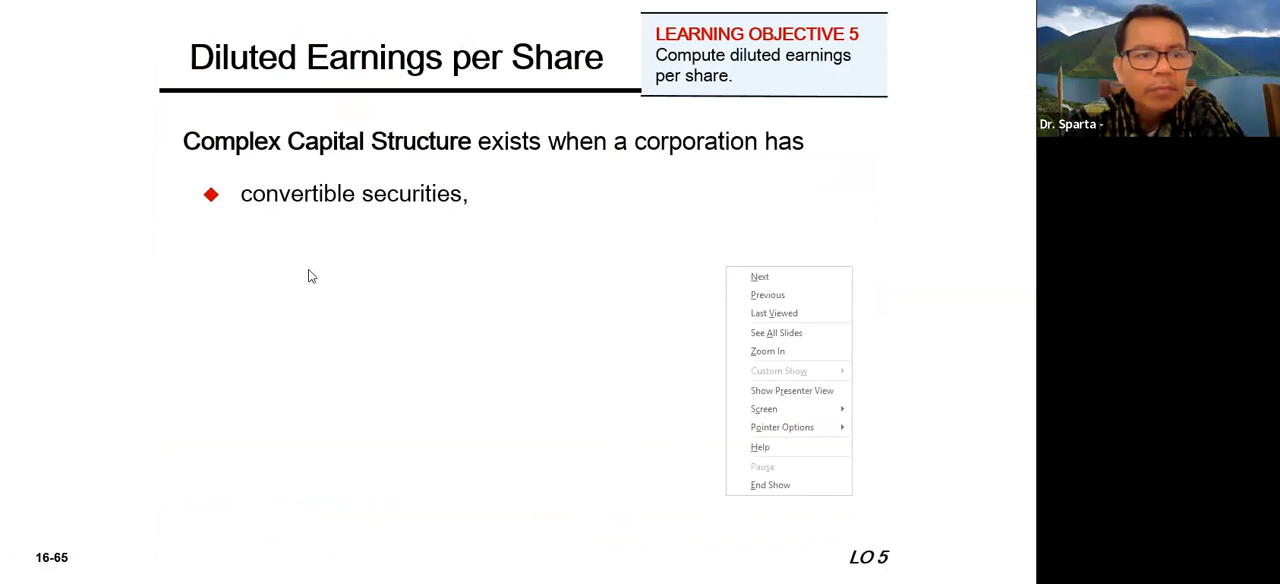 Diluted Earnings per Share
LEARNING OBJECTIVE 5
Compute diluted earnings
per share.
Complex Capital Structure exists when a corporation has
convertible securities,
Next
Previous
Last Viewed
See All Slides
Zoom In
Custom Show
Show Presenter View
Screen
Pointer Options
Help
Pause
End Show
16-65
LO 5
Dr. Sparta -